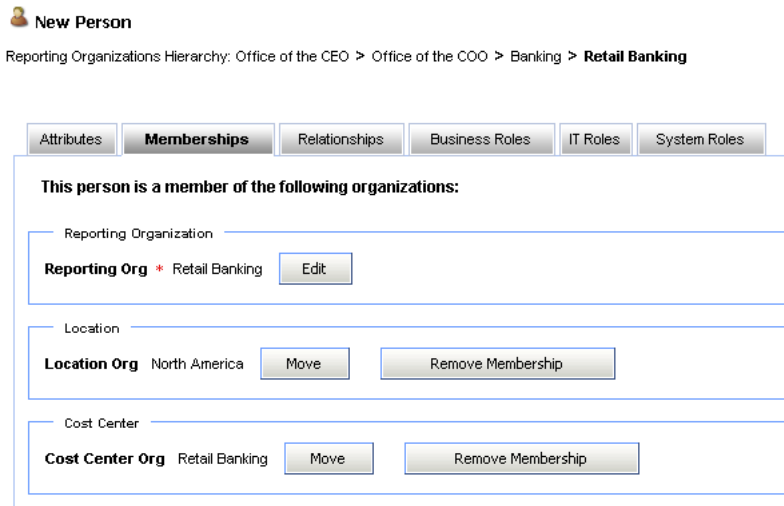 New Person
Reporting Organizations Hierarchy: Office of the CEO > Office of the COO > Banking > Retail Banking
Attributes Memberships Relationships Business Roles IT Roles System Roles
This person is a member of the following organizations:
Reporting Organization
Reporting Org * Retail Banking Edit
Location
Location Org North America Move Remove Membership
Cost Center
Cost Center Org Retail Banking Move Remove Membership